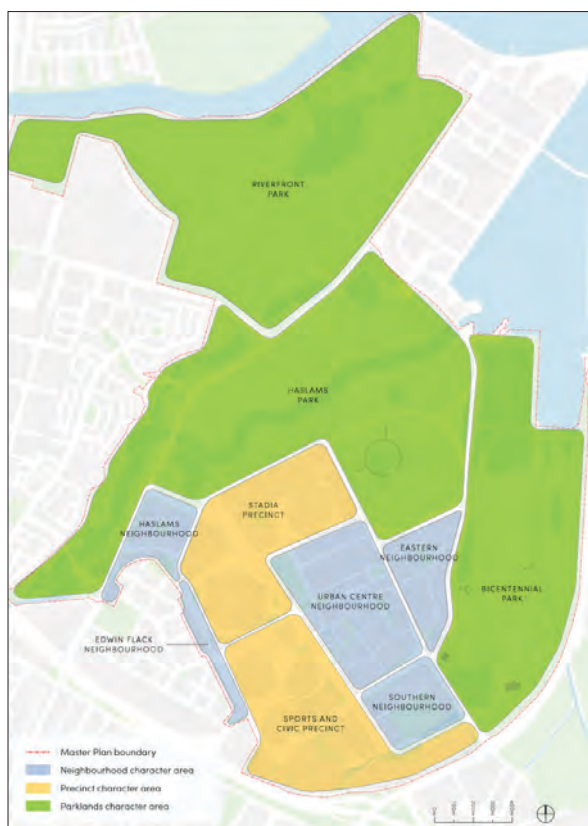 RIVERFRONT
PARK
HASLAMS
PARK
STADIA
PRECINCT
HASLAMS
NEIGHBOURHOOD
EASTERN
NEIGHBOURHOOD
URBAN CENTRE
NEIGHBOURHOOD
BICENTENNIAL
PARK
EDWIN FLACK
NEIGHBOURHOOD
SOUTHERN
NEIGHBOURHOOD
SPORTS AND
CIVIC PRECINCT
Master Plan boundary
Neighbourhood character area
Precinct character area
Parklands character area